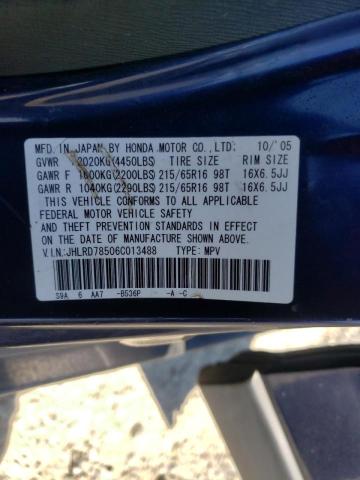 MFD. IN JAPAN BY HONDA MOTOR CO., LTD. 10/'05
GVWR 2020KG(4450LBS) TIRE SIZE RIM SIZE
GAWR F 1000KG(2200LBS) 215/65R16 98T 16X6.5JJ
GAWR R 1040KG(2290LBS) 215/65R16 98T 16X6.5JJ
THIS VEHICLE CONFORMS TO ALL APPLICABLE
FEDERAL MOTOR VEHICLE SAFETY
AND THEFT PREVENTION STANDARDS IN EFFECT
ON THE DATE OF MANUFACTURE SHOWN ABOVE.
V.I.N.:JHLRD78506C013488 TYPE: MPV
S9A 6 AA7 -B536P -A -C